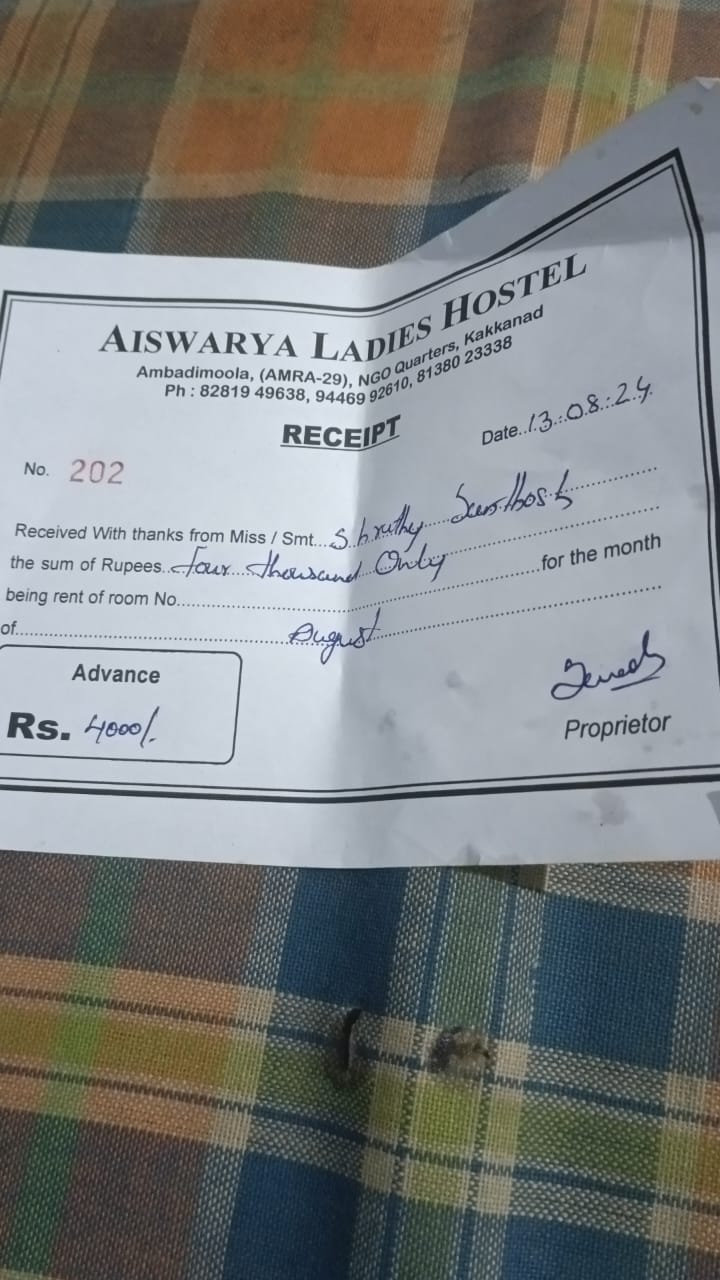 AISWARYA LADIES HOSTEL
Ambadimoola, (AMRA-29), NGO Quarters, Kakkanad
Ph : 82819 49638, 94469 92610, 81380 23338
RECEIPT
Date..13.:.08.:.24.
No. 202
Received With thanks from Miss / Smt...Shruthy Santhosh
the sum of Rupees..four thousand Only..............for the month
being rent of room No..............
of..............August..............
Advance
Rs. 4000/-
Proprietor